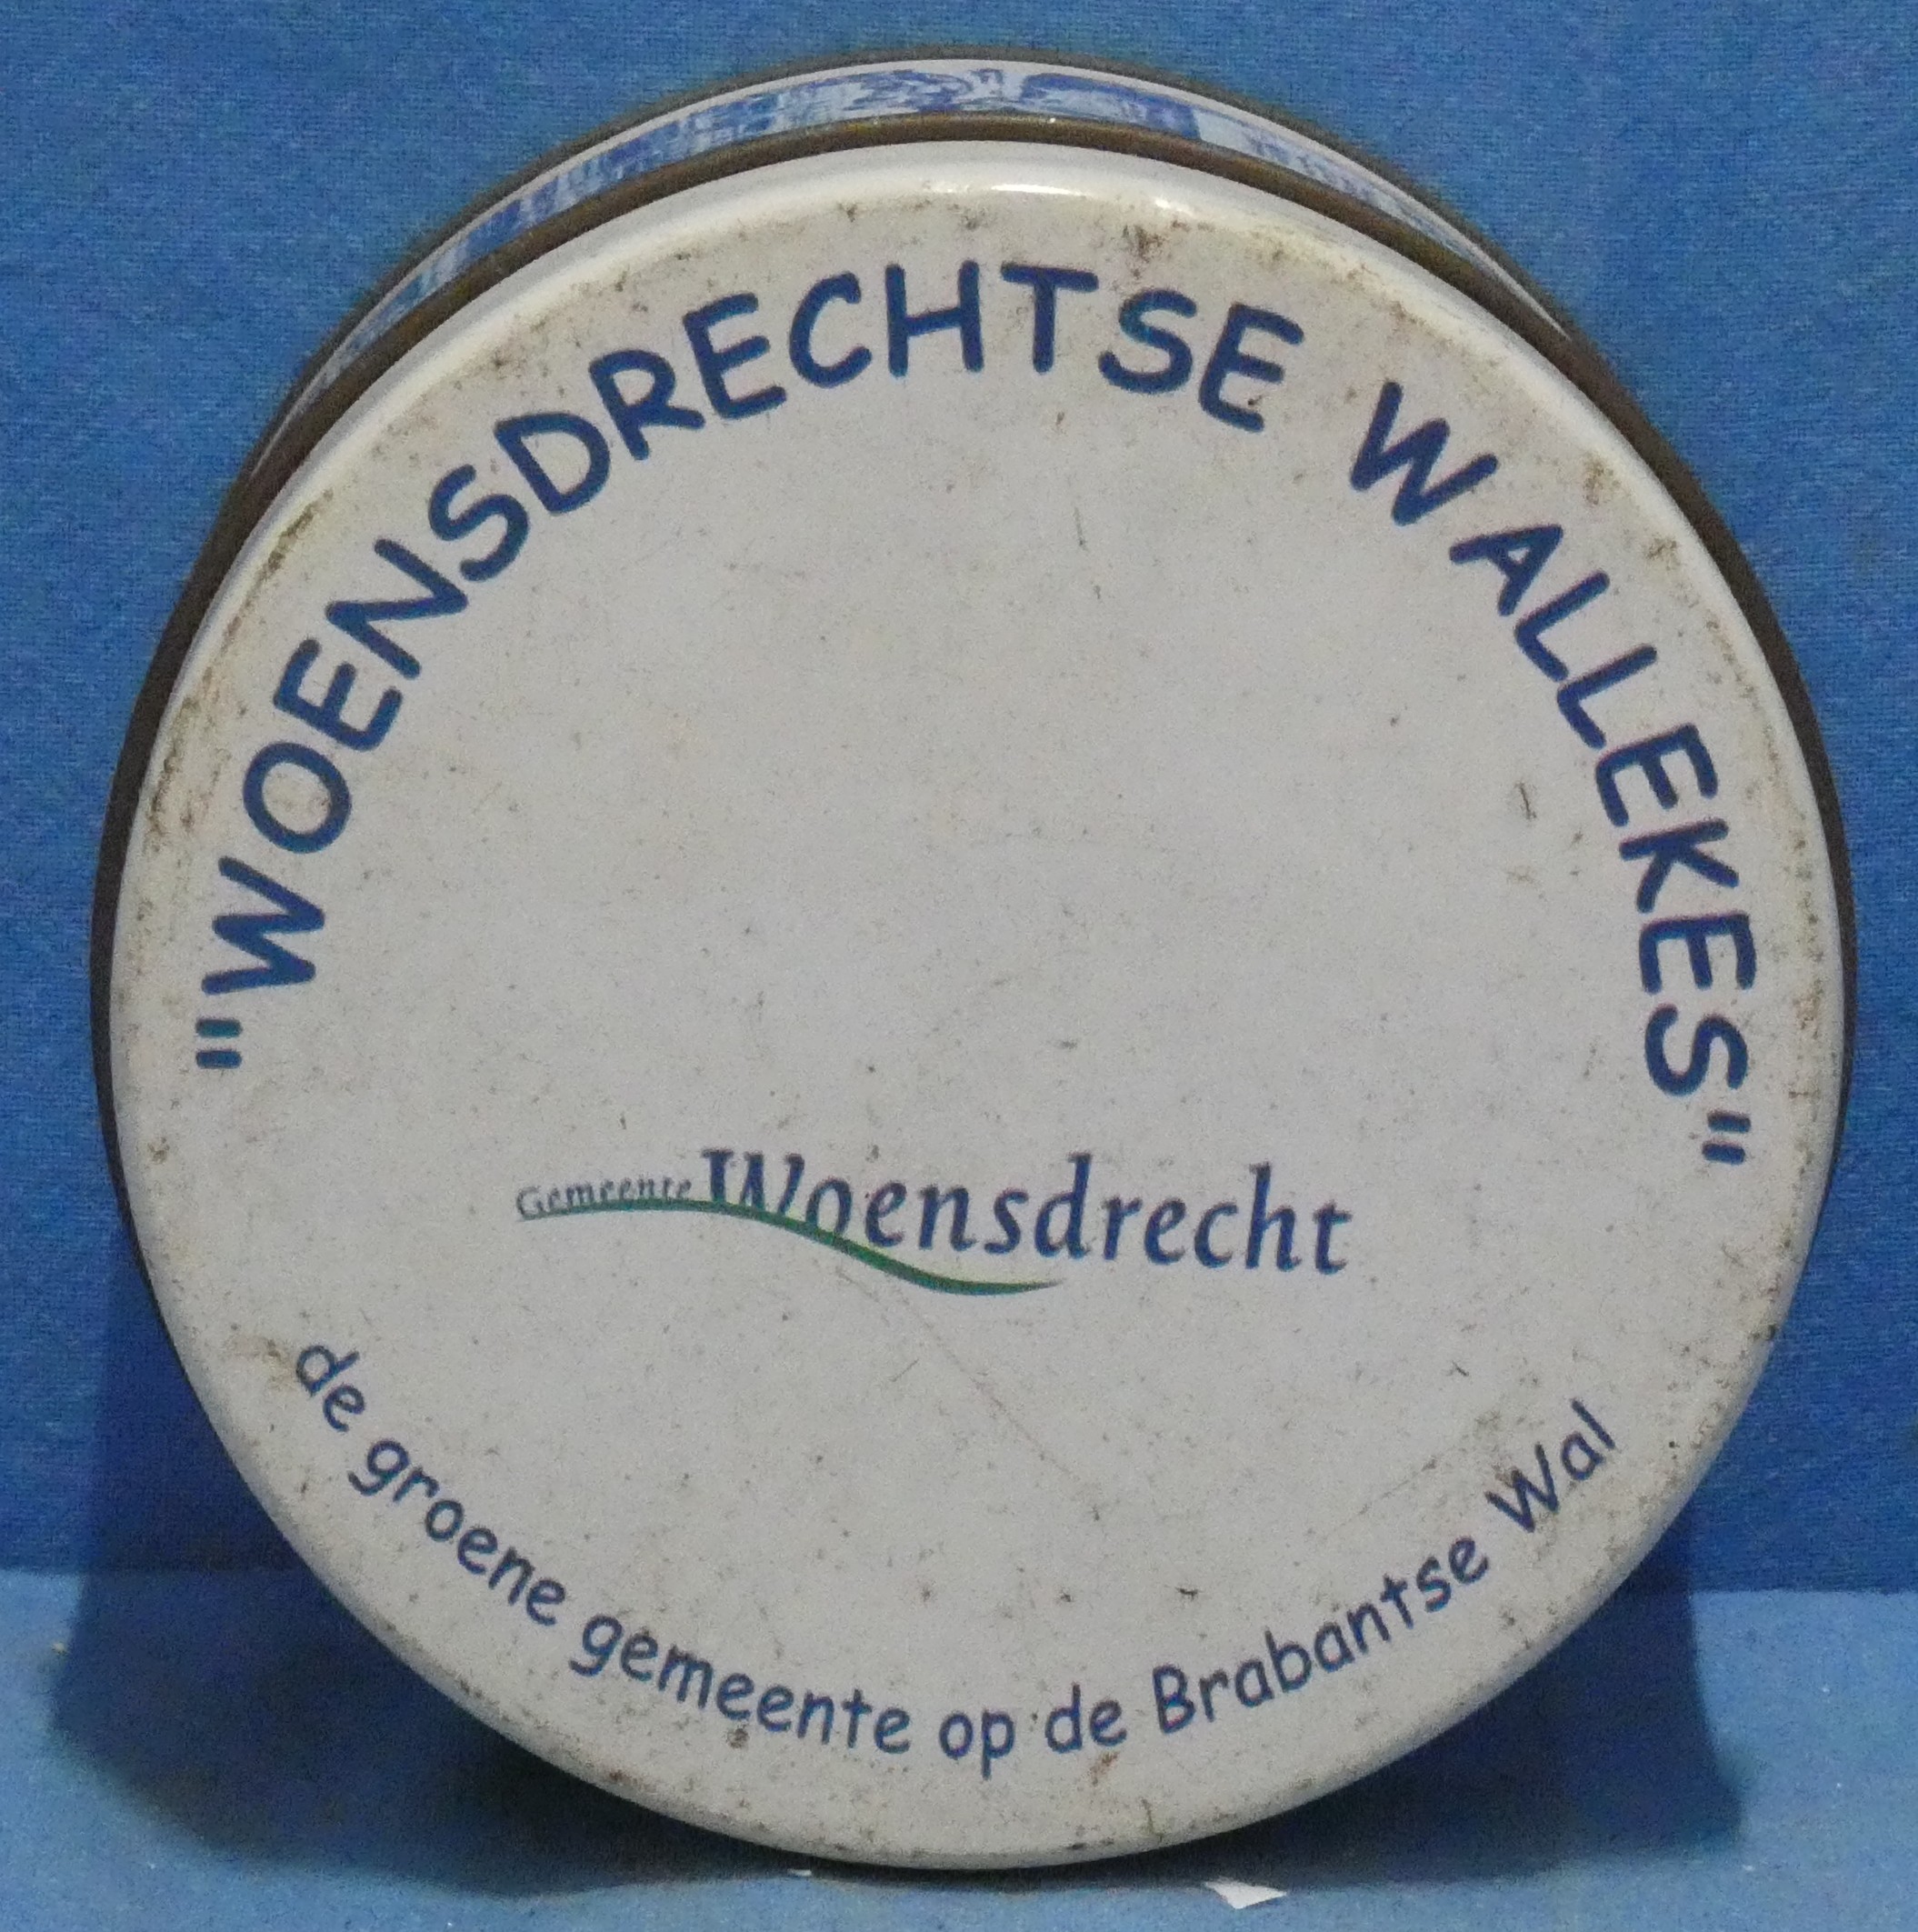 "WOENSDRECHTSE WALLEKES"
Gemeente Woensdrecht
de groene gemeente op de Brabantse Wal